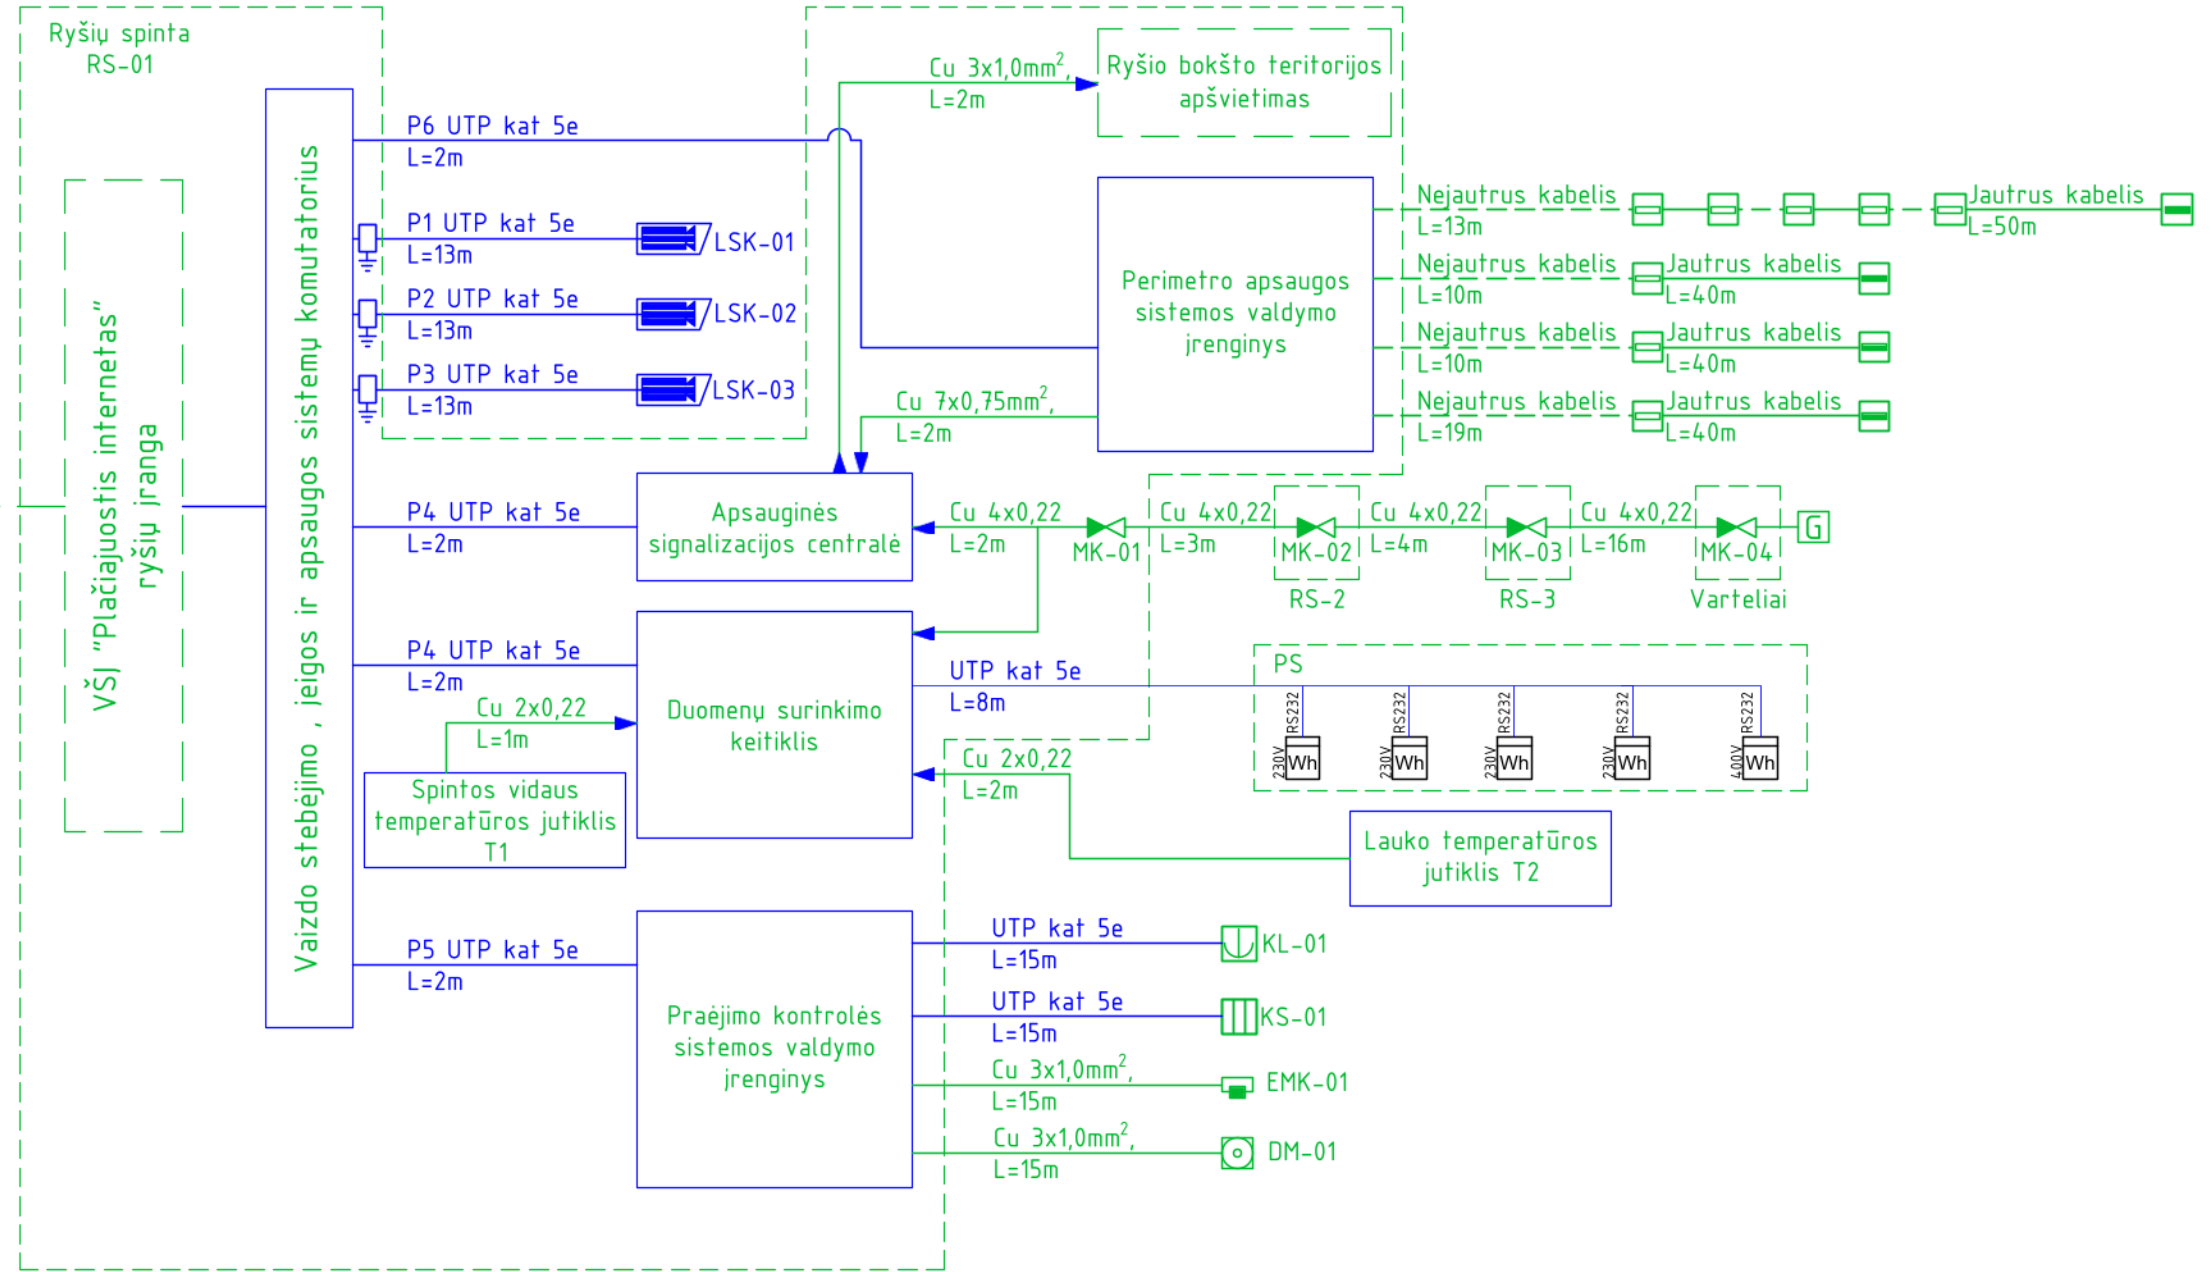 Ryšių spinta
RS-01
VŠĮ "Plačiajuostis internetas"
ryšių įranga
Vaizdo stebėjimo , įeigos ir apsaugos sistemų komutatorius
P6 UTP kat 5e
L=2m
P1 UTP kat 5e
L=13m
LSK-01
P2 UTP kat 5e
L=13m
LSK-02
P3 UTP kat 5e
L=13m
LSK-03
Cu 3x1,0mm²,
L=2m
Ryšio bokšto teritorijos
apšvietimas
Perimetro apsaugos
sistemos valdymo
įrenginys
Nejautrus kabelis
L=13m
Jautrus kabelis
L=50m
Nejautrus kabelis
L=10m
Jautrus kabelis
L=40m
Nejautrus kabelis
L=10m
Jautrus kabelis
L=40m
Nejautrus kabelis
L=19m
Jautrus kabelis
L=40m
Cu 7x0,75mm²,
L=2m
P4 UTP kat 5e
L=2m
Apsauginės
signalizacijos centralė
Cu 4x0,22
L=2m
MK-01
Cu 4x0,22
L=3m
MK-02
RS-2
Cu 4x0,22
L=4m
MK-03
RS-3
Cu 4x0,22
L=16m
MK-04
Varteliai
G
P4 UTP kat 5e
L=2m
Cu 2x0,22
L=1m
Spintos vidaus
temperatūros jutiklis
T1
Duomenų surinkimo
keitiklis
UTP kat 5e
L=8m
PS
RS232
230V
Wh
RS232
230V
Wh
RS232
230V
Wh
RS232
230V
Wh
RS232
400V
Wh
Cu 2x0,22
L=2m
Lauko temperatūros
jutiklis T2
P5 UTP kat 5e
L=2m
Praėjimo kontrolės
sistemos valdymo
įrenginys
UTP kat 5e
L=15m
KL-01
UTP kat 5e
L=15m
KS-01
Cu 3x1,0mm²,
L=15m
EMK-01
Cu 3x1,0mm²,
L=15m
DM-01